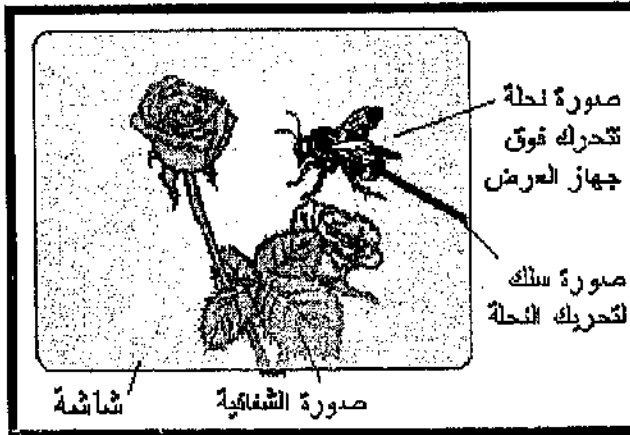 صورة نحلة
تتحرك فوق
جهاز العرض
صورة سلك
لتحريك النحلة
صورة الشفافية
شاشة